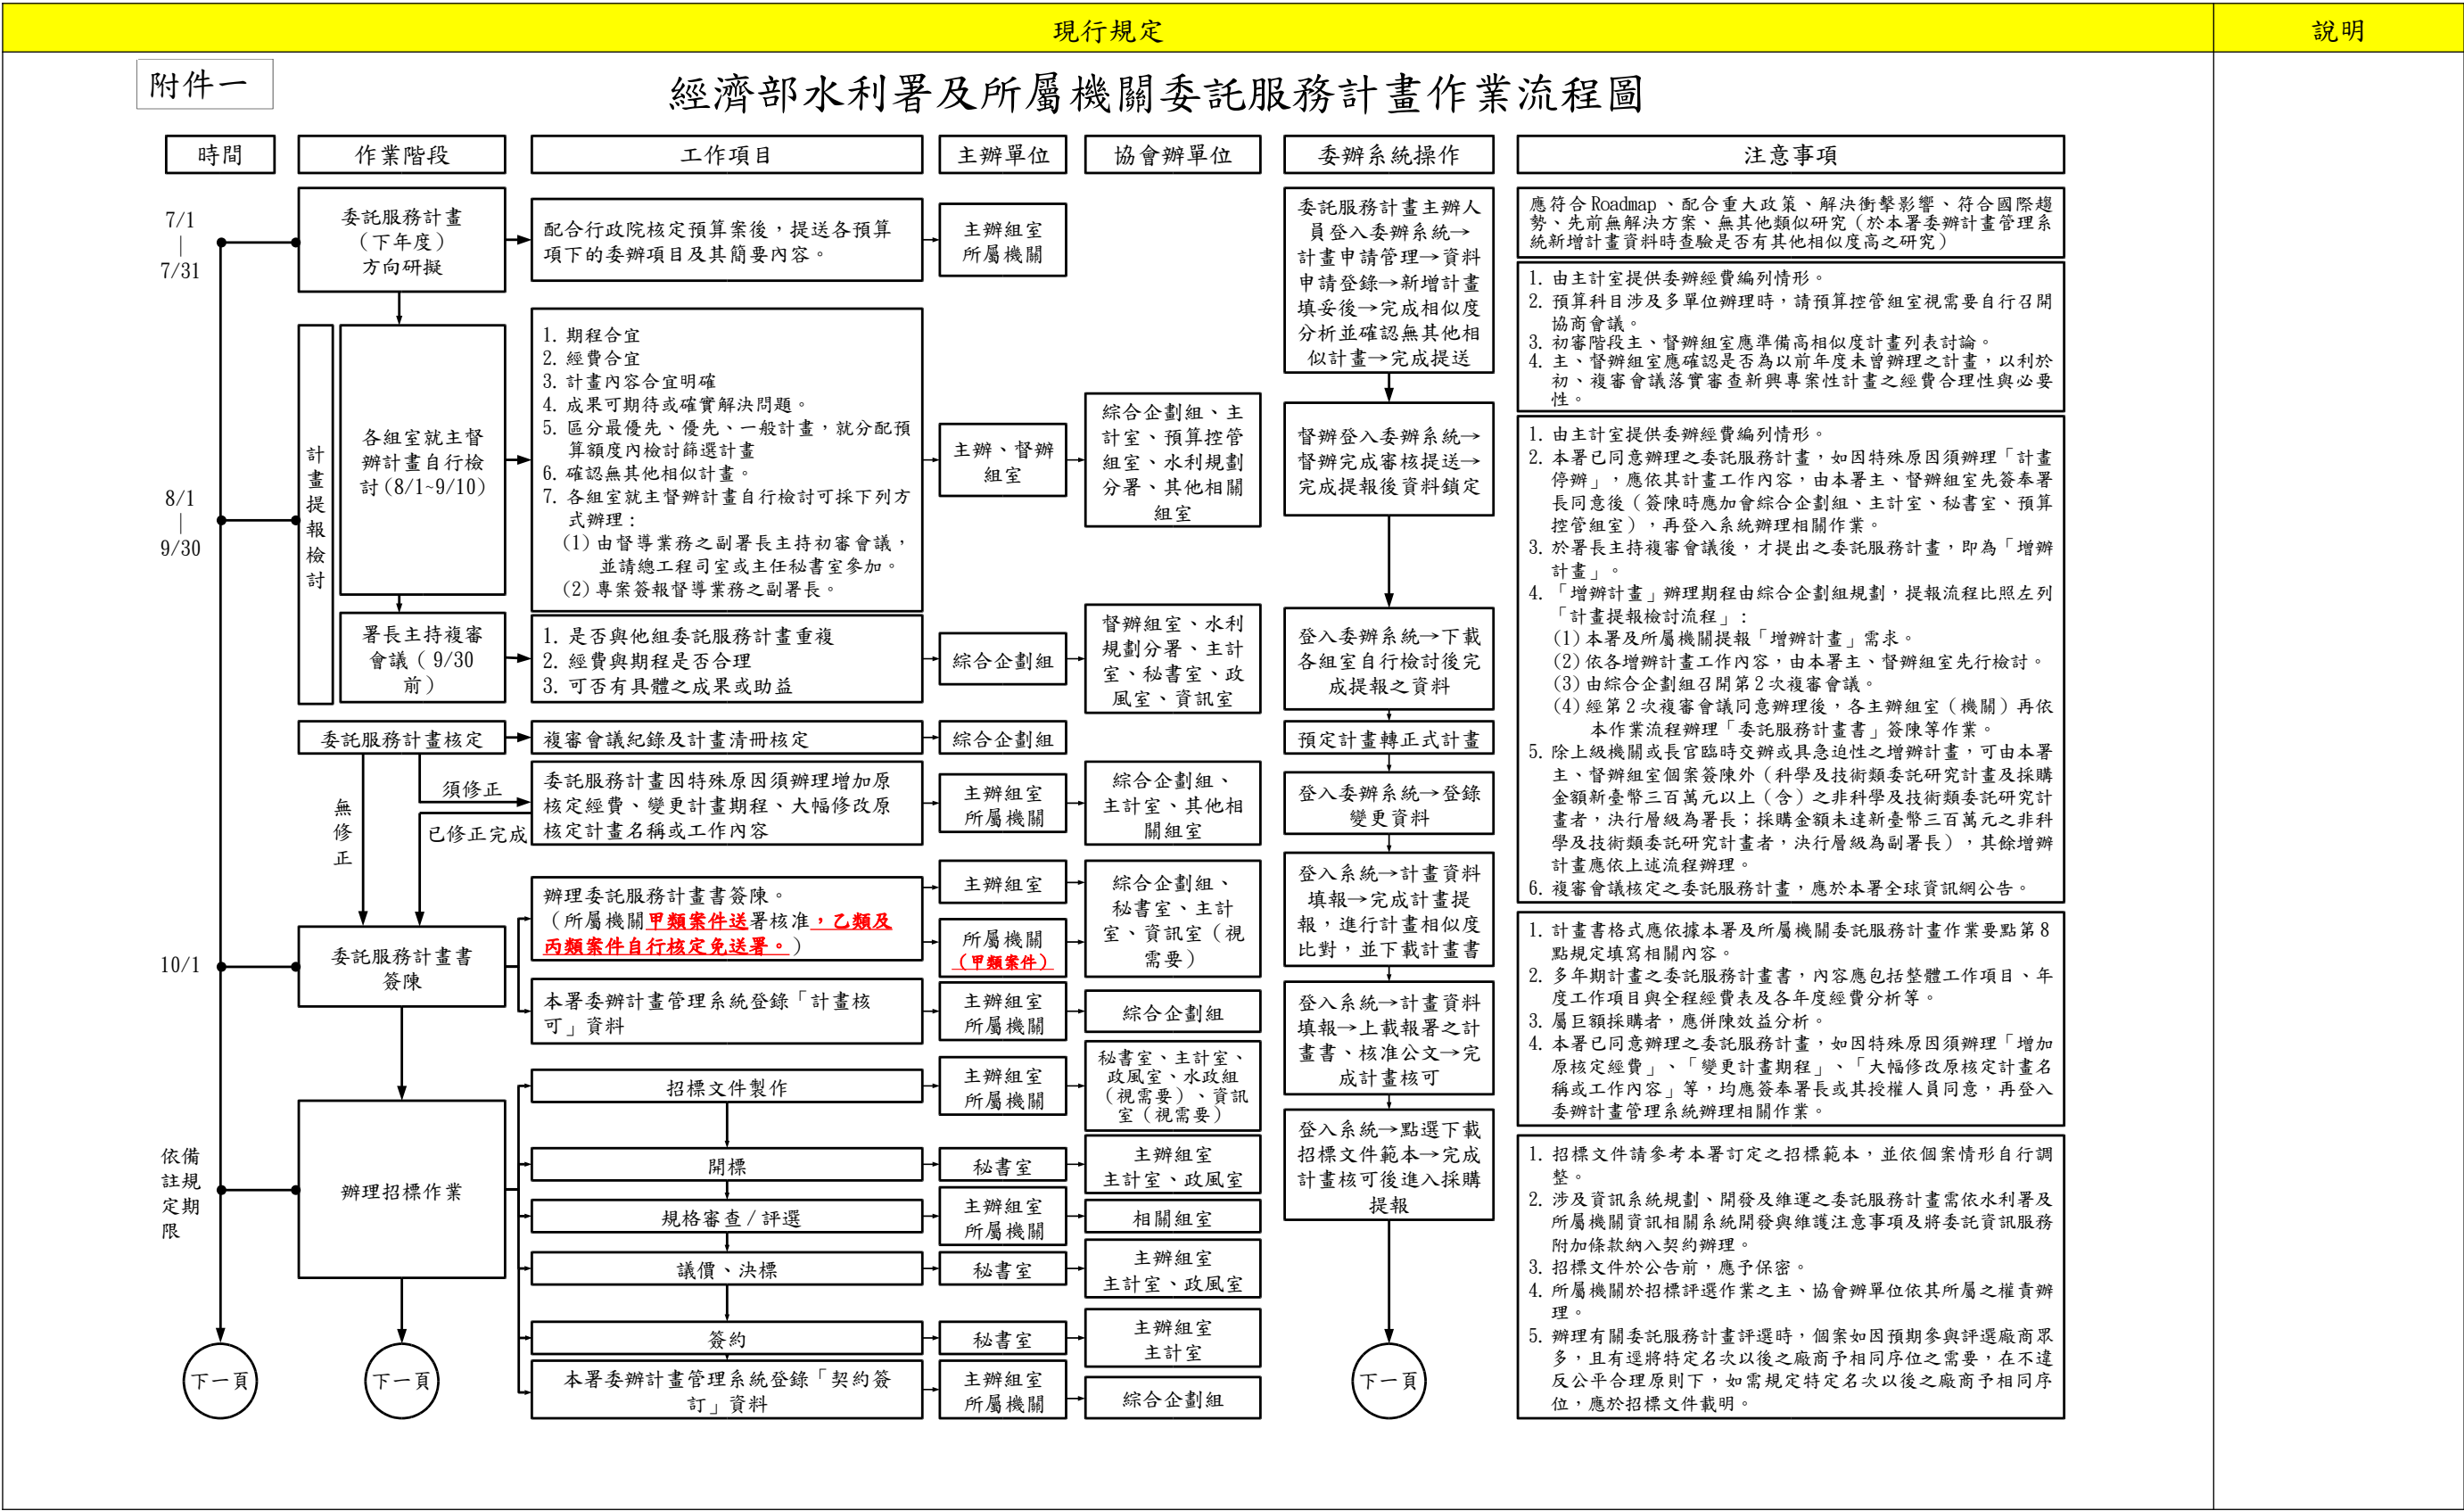 現行規定
說明
附件一
經濟部水利署及所屬機關委託服務計畫作業流程圖
時間
作業階段
工作項目
主辦單位
協會辦單位
委辦系統操作
注意事項
7/1
|
7/31
委託服務計畫
（下年度）
方向研擬
配合行政院核定預算案後，提送各預算
項下的委辦項目及其簡要內容。
主辦組室
所屬機關
委託服務計畫主辦人
員登入委辦系統→
計畫申請管理→資料
申請登錄→新增計畫
填妥後→完成相似度
分析並確認無其他相
似計畫→完成提送
應符合Roadmap、配合重大政策、解決衝擊影響、符合國際趨
勢、先前無解決方案、無其他類似研究（於本署委辦計畫管理系
統新增計畫資料時查驗是否有其他相似度高之研究）
1. 由主計室提供委辦經費編列情形。
2. 預算科目涉及多單位辦理時，請預算控管組室視需要自行召開
協商會議。
3. 初審階段主、督辦組室應準備高相似度計畫列表討論。
4. 主、督辦組室應確認是否為以前年度未曾辦理之計畫，以利於
初、複審會議落實審查新興專案性計畫之經費合理性與必要
性。
8/1
|
9/30
計畫提報檢討
各組室就主督
辦計畫自行檢
討(8/1~9/10)
1. 期程合宜
2. 經費合宜
3. 計畫內容合宜明確
4. 成果可期待或確實解決問題。
5. 區分最優先、優先、一般計畫，就分配預
算額度內檢討篩選計畫
6. 確認無其他相似計畫。
7. 各組室就主督辦計畫自行檢討可採下列方
式辦理：
(1)由督導業務之副署長主持初審會議，
並請總工程司室或主任秘書室參加。
(2)專案簽報督導業務之副署長。
主辦、督辦
組室
綜合企劃組、主
計室、預算控管
組室、水利規劃
分署、其他相關
組室
督辦登入委辦系統→
督辦完成審核提送→
完成提報後資料鎖定
1. 由主計室提供委辦經費編列情形。
2. 本署已同意辦理之委託服務計畫，如因特殊原因須辦理「計畫
停辦」，應依其計畫工作內容，由本署主、督辦組室先簽奉署
長同意後（簽陳時應加會綜合企劃組、主計室、秘書室、預算
控管組室），再登入系統辦理相關作業。
3. 於署長主持複審會議後，才提出之委託服務計畫，即為「增辦
計畫」。
4. 「增辦計畫」辦理期程由綜合企劃組規劃，提報流程比照左列
「計畫提報檢討流程」：
(1)本署及所屬機關提報「增辦計畫」需求。
(2)依各增辦計畫工作內容，由本署主、督辦組室先行檢討。
(3)由綜合企劃組召開第2次複審會議。
(4)經第2次複審會議同意辦理後，各主辦組室（機關）再依
本作業流程辦理「委託服務計畫書」簽陳等作業。
5. 除上級機關或長官臨時交辦或具急迫性之增辦計畫，可由本署
主、督辦組室個案簽陳外（科學及技術類委託研究計畫及採購
金額新臺幣三百萬元以上（含）之非科學及技術類委託研究計
畫者，決行層級為署長；採購金額未達新臺幣三百萬元之非科
學及技術類委託研究計畫者，決行層級為副署長），其餘增辦
計畫應依上述流程辦理。
6. 複審會議核定之委託服務計畫，應於本署全球資訊網公告。
署長主持複審
會議（9/30
前）
1. 是否與他組委託服務計畫重複
2. 經費與期程是否合理
3. 可否有具體之成果或助益
綜合企劃組
督辦組室、水利
規劃分署、主計
室、秘書室、政
風室、資訊室
登入委辦系統→下載
各組室自行檢討後完
成提報之資料
委託服務計畫核定
複審會議紀錄及計畫清冊核定
綜合企劃組
預定計畫轉正式計畫
無修正
須修正
已修正完成
委託服務計畫因特殊原因須辦理增加原
核定經費、變更計畫期程、大幅修改原
核定計畫名稱或工作內容
主辦組室
所屬機關
綜合企劃組、
主計室、其他相
關組室
登入委辦系統→登錄
變更資料
10/1
委託服務計畫書
簽陳
辦理委託服務計畫書簽陳。
（所屬機關甲類案件送署核准，乙類及
丙類案件自行核定免送署。）
主辦組室
所屬機關
（甲類案件）
綜合企劃組、
秘書室、主計
室、資訊室（視
需要）
登入系統→計畫資料
填報→完成計畫提
報，進行計畫相似度
比對，並下載計畫書
1. 計畫書格式應依據本署及所屬機關委託服務計畫作業要點第8
點規定填寫相關內容。
2. 多年期計畫之委託服務計畫書，內容應包括整體工作項目、年
度工作項目與全程經費表及各年度經費分析等。
3. 屬巨額採購者，應併陳效益分析。
4. 本署已同意辦理之委託服務計畫，如因特殊原因須辦理「增加
原核定經費」、「變更計畫期程」、「大幅修改原核定計畫名
稱或工作內容」等，均應簽奉署長或其授權人員同意，再登入
委辦計畫管理系統辦理相關作業。
本署委辦計畫管理系統登錄「計畫核
可」資料
主辦組室
所屬機關
綜合企劃組
登入系統→計畫資料
填報→上載報署之計
畫書、核准公文→完
成計畫核可
依備
註規
定期
限
辦理招標作業
招標文件製作
主辦組室
所屬機關
秘書室、主計室、
政風室、水政組
（視需要）、資訊
室（視需要）
登入系統→點選下載
招標文件範本→完成
計畫核可後進入採購
提報
1. 招標文件請參考本署訂定之招標範本，並依個案情形自行調
整。
2. 涉及資訊系統規劃、開發及維運之委託服務計畫需依水利署及
所屬機關資訊相關系統開發與維護注意事項及將委託資訊服務
附加條款納入契約辦理。
3. 招標文件於公告前，應予保密。
4. 所屬機關於招標評選作業之主、協會辦單位依其所屬之權責辦
理。
5. 辦理有關委託服務計畫評選時，個案如因預期參與評選廠商眾
多，且有逕將特定名次以後之廠商予相同序位之需要，在不違
反公平合理原則下，如需規定特定名次以後之廠商予相同序
位，應於招標文件載明。
開標
秘書室
主辦組室
主計室、政風室
規格審查/評選
主辦組室
所屬機關
相關組室
議價、決標
秘書室
主辦組室
主計室、政風室
簽約
秘書室
主辦組室
主計室
本署委辦計畫管理系統登錄「契約簽
訂」資料
主辦組室
所屬機關
綜合企劃組
下一頁
下一頁
下一頁